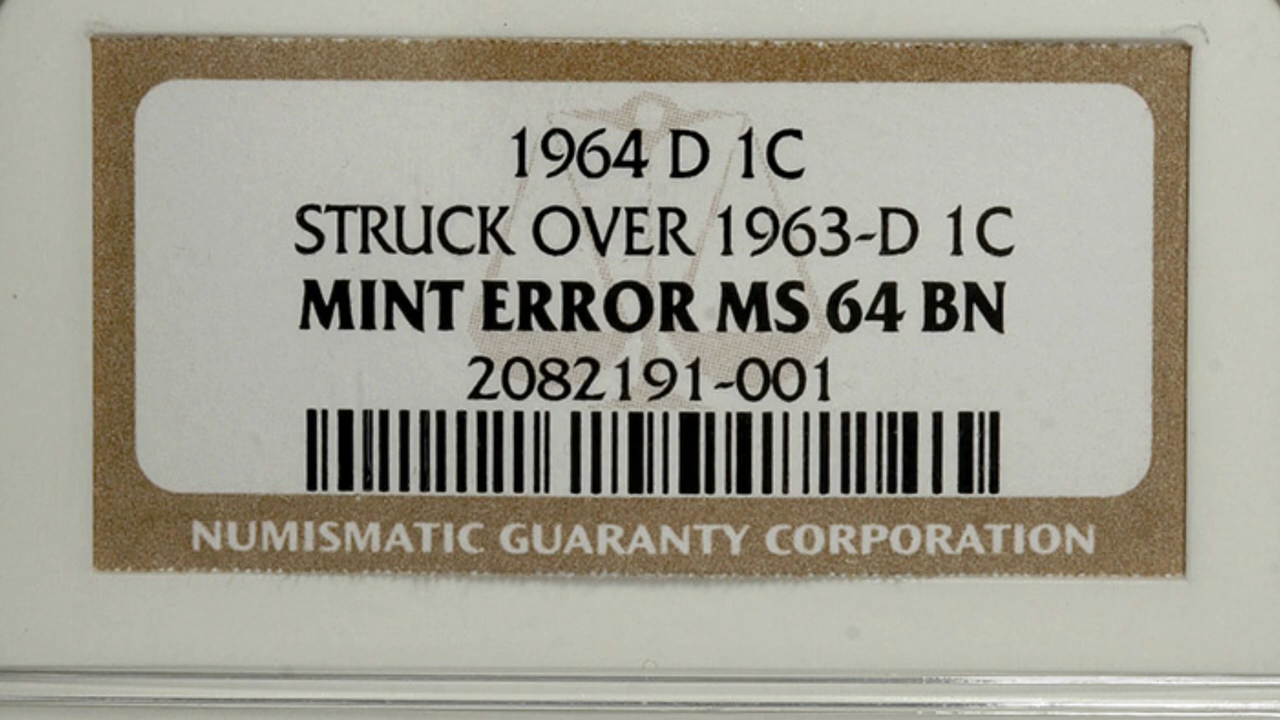 1964 D 1C
STRUCK OVER 1963-D 1C
MINT ERROR MS 64 BN
2082191-001
NUMISMATIC GUARANTY CORPORATION